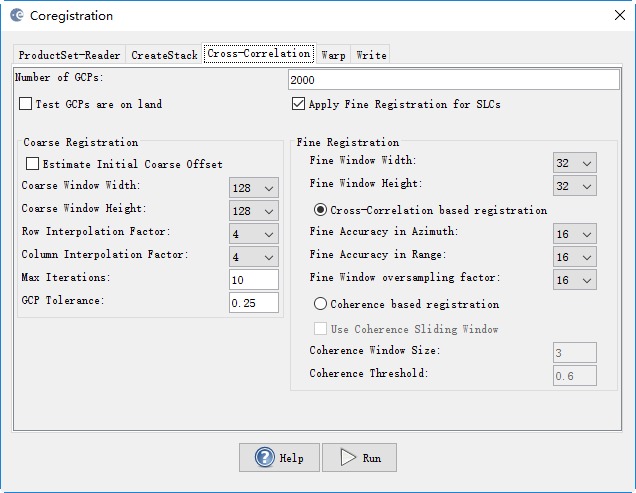 Coregistration
ProductSet-Reader CreateStack Cross-Correlation Warp Write
Number of GCPs: 2000
Test GCPs are on land Apply Fine Registration for SLCs
Coarse Registration
Estimate Initial Coarse Offset
Coarse Window Width: 128
Coarse Window Height: 128
Row Interpolation Factor: 4
Column Interpolation Factor: 4
Max Iterations: 10
GCP Tolerance: 0.25
Fine Registration
Fine Window Width: 32
Fine Window Height: 32
Cross-Correlation based registration
Fine Accuracy in Azimuth: 16
Fine Accuracy in Range: 16
Fine Window oversampling factor: 16
Coherence based registration
Use Coherence Sliding Window
Coherence Window Size: 3
Coherence Threshold: 0.6
Help Run